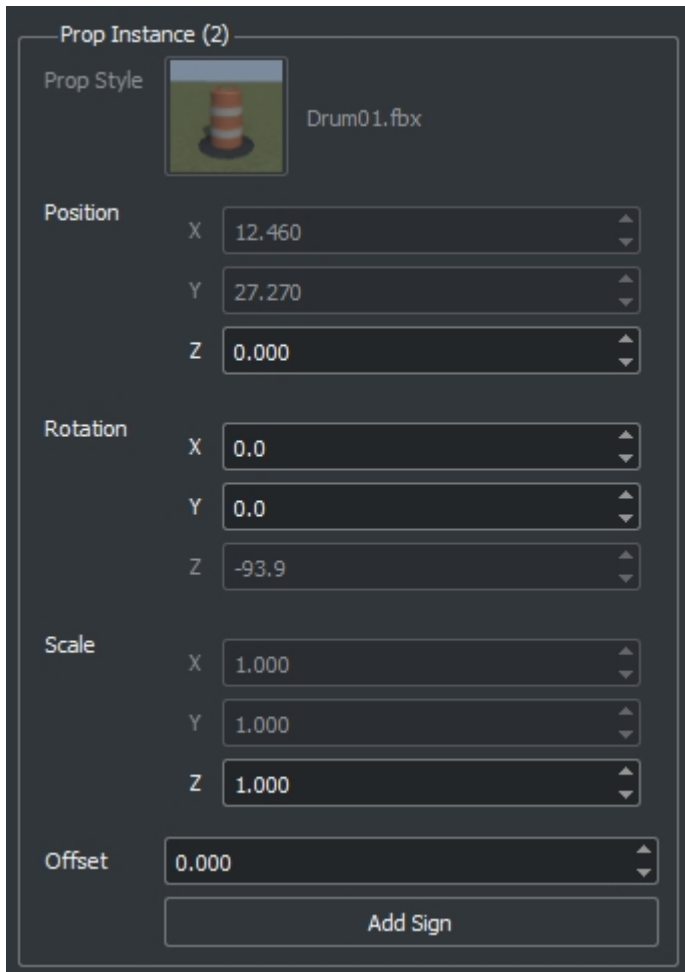 Prop Instance (2)
Prop Style
Drum01.fbx
Position
X 12.460
Y 27.270
Z 0.000
Rotation
X 0.0
Y 0.0
Z -93.9
Scale
X 1.000
Y 1.000
Z 1.000
Offset 0.000
Add Sign